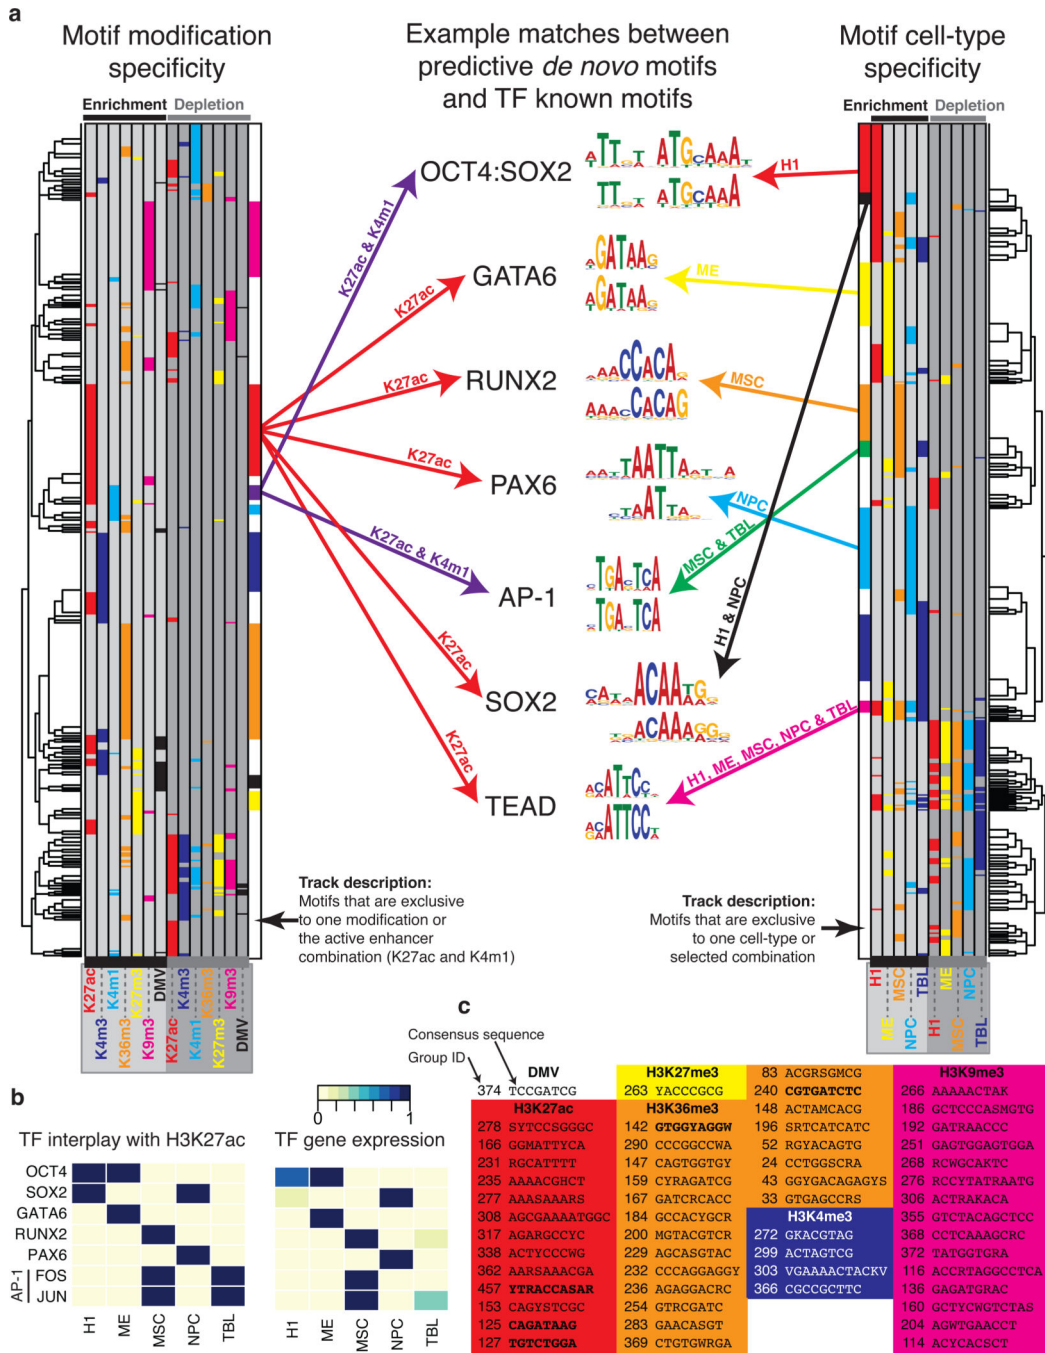 a
Motif modification
specificity
Example matches between
predictive de novo motifs
and TF known motifs
Motif cell-type
specificity
Enrichment Depletion
Enrichment Depletion
OCT4:SOX2
GATA6
RUNX2
PAX6
AP-1
SOX2
TEAD
K27ac & K4m1
K27ac
K27ac
K27ac
K27ac & K4m1
K27ac
K27ac
H1
ME
MSC
NPC
MSC & TBL
H1 & NPC
H1, ME, MSC, NPC & TBL
Track description:
Motifs that are exclusive
to one modification or
the active enhancer
combination (K27ac and K4m1)
Track description:
Motifs that are exclusive
to one cell-type or
selected combination
K27ac
K4m3
K4m1
K36m3
K27m3
K9m3
DMV
K27ac
K4m3
K4m1
K36m3
K27m3
K9m3
DMV
H1
ME
MSC
NPC
TBL
H1
ME
MSC
NPC
TBL
b
0 1
TF interplay with H3K27ac
TF gene expression
OCT4
SOX2
GATA6
RUNX2
PAX6
AP-1
FOS
JUN
H1 ME MSC NPC TBL
H1 ME MSC NPC TBL
c
Consensus sequence
Group ID
DMV
374 TCCGATCG
H3K27ac
278 SYTCCSGGGC
166 GGMATTYCA
231 RGCATTTT
235 AAAACGHCT
277 AAASAAARS
308 AGCGAAAATGGC
317 AGARGCCYC
338 ACTYCCCWG
362 AARSAAACGA
457 YTRACCASAR
153 CAGYSTCGC
125 CAGATAAG
127 TGTCTGGA
H3K27me3
263 YACCCGCG
H3K36me3
142 GTGGYAGGW
290 CCCGGCCWA
147 CAGTGGTGY
159 CYRAGATCG
167 GATCRCACC
184 GCCACYGCR
200 MGTACGTCR
229 AGCASGTAC
232 CCCAGGAGGY
236 AGAGGACRC
254 GTRCGATC
283 GAACASGT
369 CTGTGWRGA
83 ACGRSGMCG
240 CGTGATCTC
148 ACTAMCACG
196 SRTCATCATC
52 RGYACAGTG
24 CCTGGSCRA
43 GGYGACAGAGYS
33 GTGAGCCRS
H3K4me3
272 GKACGTAG
299 ACTAGTCG
303 VGAAAACTACKV
366 CGCCGCTTC
H3K9me3
266 AAAAACTAK
186 GCTCCCASMGTG
192 GATRAACCC
251 GAGTGGAGTGGA
268 RCWGCAKTC
276 RCCYTATRAATG
306 ACTRAKACA
355 GTCTACAGCTCC
368 CCTCAAAGCRC
372 TATGGTGRA
116 ACCRTAGGCCTCA
136 GAGATGRAC
160 GCTYCWGTCTAS
204 AGWTGAACCT
114 ACYCACSCT